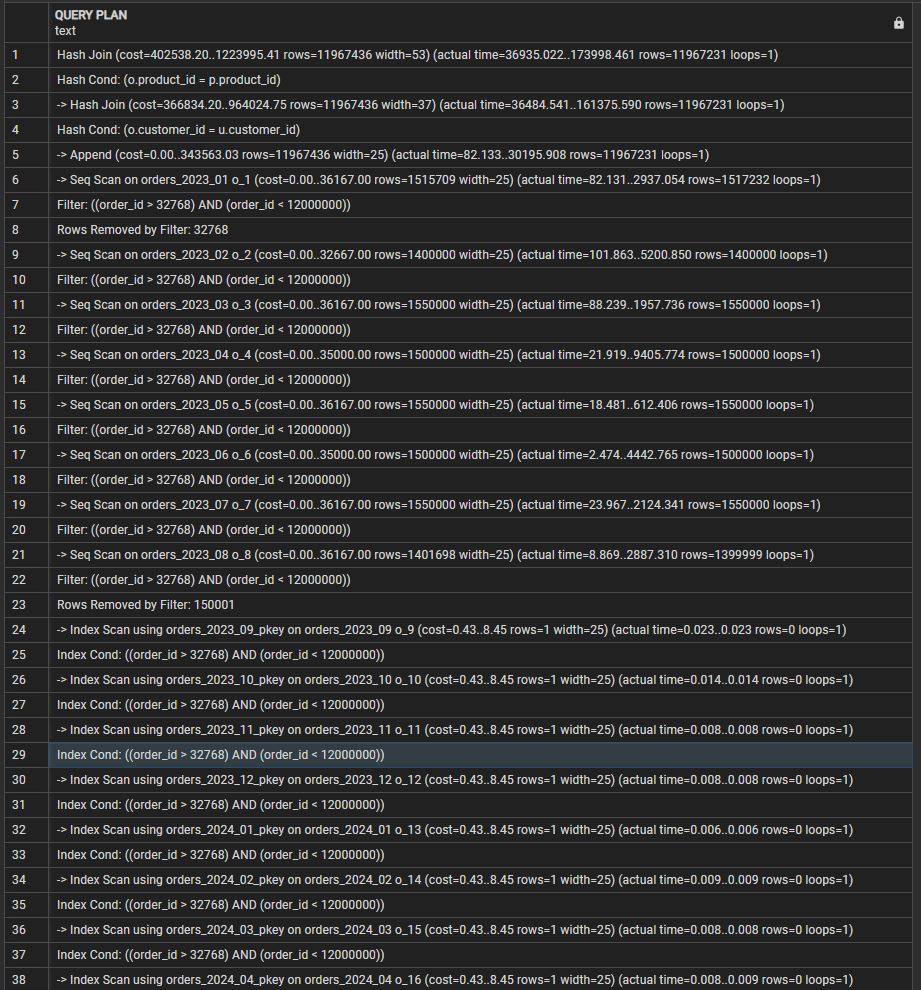 QUERY PLAN
text
1 Hash Join (cost=402538.20..1223995.41 rows=11967436 width=53) (actual time=36935.022..173998.461 rows=11967231 loops=1)
2 Hash Cond: (o.product_id = p.product_id)
3 -> Hash Join (cost=366834.20..964024.75 rows=11967436 width=37) (actual time=36484.541..161375.590 rows=11967231 loops=1)
4 Hash Cond: (o.customer_id = u.customer_id)
5 -> Append (cost=0.00..343563.03 rows=11967436 width=25) (actual time=82.133..30195.908 rows=11967231 loops=1)
6 -> Seq Scan on orders_2023_01 o_1 (cost=0.00..36167.00 rows=1515709 width=25) (actual time=82.131..2937.054 rows=1517232 loops=1)
7 Filter: ((order_id > 32768) AND (order_id < 12000000))
8 Rows Removed by Filter: 32768
9 -> Seq Scan on orders_2023_02 o_2 (cost=0.00..32667.00 rows=1400000 width=25) (actual time=101.863..5200.850 rows=1400000 loops=1)
10 Filter: ((order_id > 32768) AND (order_id < 12000000))
11 -> Seq Scan on orders_2023_03 o_3 (cost=0.00..36167.00 rows=1550000 width=25) (actual time=88.239..1957.736 rows=1550000 loops=1)
12 Filter: ((order_id > 32768) AND (order_id < 12000000))
13 -> Seq Scan on orders_2023_04 o_4 (cost=0.00..35000.00 rows=1500000 width=25) (actual time=21.919..9405.774 rows=1500000 loops=1)
14 Filter: ((order_id > 32768) AND (order_id < 12000000))
15 -> Seq Scan on orders_2023_05 o_5 (cost=0.00..36167.00 rows=1550000 width=25) (actual time=18.481..612.406 rows=1550000 loops=1)
16 Filter: ((order_id > 32768) AND (order_id < 12000000))
17 -> Seq Scan on orders_2023_06 o_6 (cost=0.00..35000.00 rows=1500000 width=25) (actual time=2.474..4442.765 rows=1500000 loops=1)
18 Filter: ((order_id > 32768) AND (order_id < 12000000))
19 -> Seq Scan on orders_2023_07 o_7 (cost=0.00..36167.00 rows=1550000 width=25) (actual time=23.967..2124.341 rows=1550000 loops=1)
20 Filter: ((order_id > 32768) AND (order_id < 12000000))
21 -> Seq Scan on orders_2023_08 o_8 (cost=0.00..36167.00 rows=1401698 width=25) (actual time=8.869..2887.310 rows=1399999 loops=1)
22 Filter: ((order_id > 32768) AND (order_id < 12000000))
23 Rows Removed by Filter: 150001
24 -> Index Scan using orders_2023_09_pkey on orders_2023_09 o_9 (cost=0.43..8.45 rows=1 width=25) (actual time=0.023..0.023 rows=0 loops=1)
25 Index Cond: ((order_id > 32768) AND (order_id < 12000000))
26 -> Index Scan using orders_2023_10_pkey on orders_2023_10 o_10 (cost=0.43..8.45 rows=1 width=25) (actual time=0.014..0.014 rows=0 loops=1)
27 Index Cond: ((order_id > 32768) AND (order_id < 12000000))
28 -> Index Scan using orders_2023_11_pkey on orders_2023_11 o_11 (cost=0.43..8.45 rows=1 width=25) (actual time=0.008..0.008 rows=0 loops=1)
29 Index Cond: ((order_id > 32768) AND (order_id < 12000000))
30 -> Index Scan using orders_2023_12_pkey on orders_2023_12 o_12 (cost=0.43..8.45 rows=1 width=25) (actual time=0.008..0.008 rows=0 loops=1)
31 Index Cond: ((order_id > 32768) AND (order_id < 12000000))
32 -> Index Scan using orders_2024_01_pkey on orders_2024_01 o_13 (cost=0.43..8.45 rows=1 width=25) (actual time=0.006..0.006 rows=0 loops=1)
33 Index Cond: ((order_id > 32768) AND (order_id < 12000000))
34 -> Index Scan using orders_2024_02_pkey on orders_2024_02 o_14 (cost=0.43..8.45 rows=1 width=25) (actual time=0.009..0.009 rows=0 loops=1)
35 Index Cond: ((order_id > 32768) AND (order_id < 12000000))
36 -> Index Scan using orders_2024_03_pkey on orders_2024_03 o_15 (cost=0.43..8.45 rows=1 width=25) (actual time=0.008..0.008 rows=0 loops=1)
37 Index Cond: ((order_id > 32768) AND (order_id < 12000000))
38 -> Index Scan using orders_2024_04_pkey on orders_2024_04 o_16 (cost=0.43..8.45 rows=1 width=25) (actual time=0.008..0.009 rows=0 loops=1)